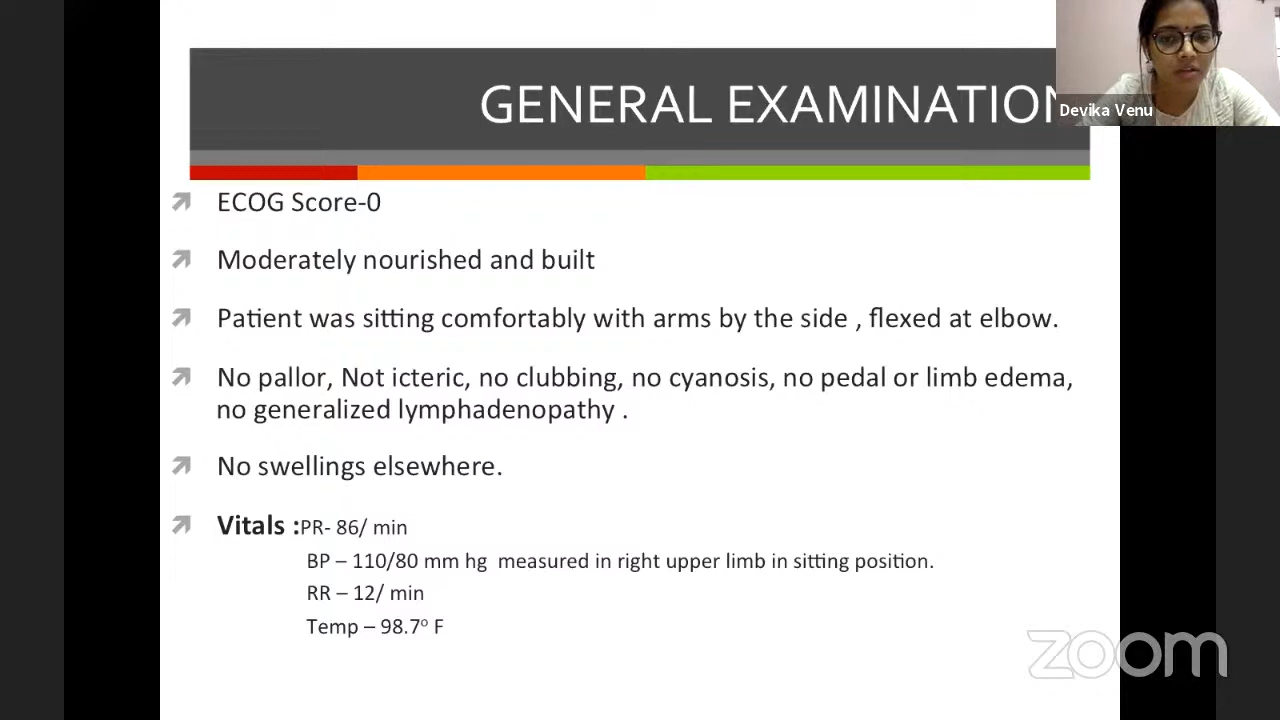 GENERAL EXAMINATION
Devika Venu
ECOG Score-0
Moderately nourished and built
Patient was sitting comfortably with arms by the side , flexed at elbow.
No pallor, Not icteric, no clubbing, no cyanosis, no pedal or limb edema,
no generalized lymphadenopathy .
No swellings elsewhere.
Vitals :PR- 86/ min
BP – 110/80 mm hg  measured in right upper limb in sitting position.
RR – 12/ min
Temp – 98.7º F
zoom